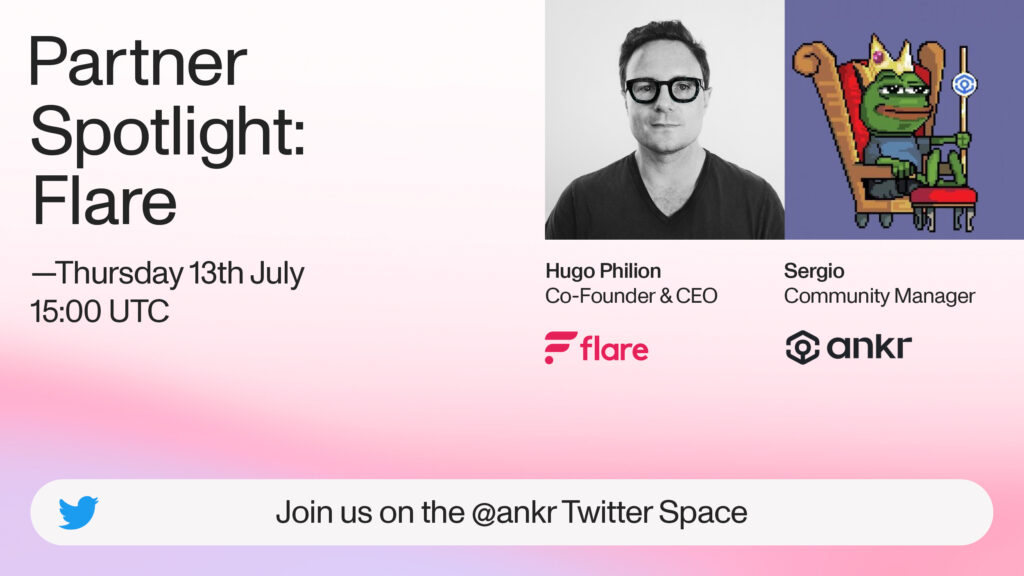 Partner
Spotlight:
Flare
—Thursday 13th July
15:00 UTC
Hugo Philion
Co-Founder & CEO
flare
Sergio
Community Manager
ankr
Join us on the @ankr Twitter Space